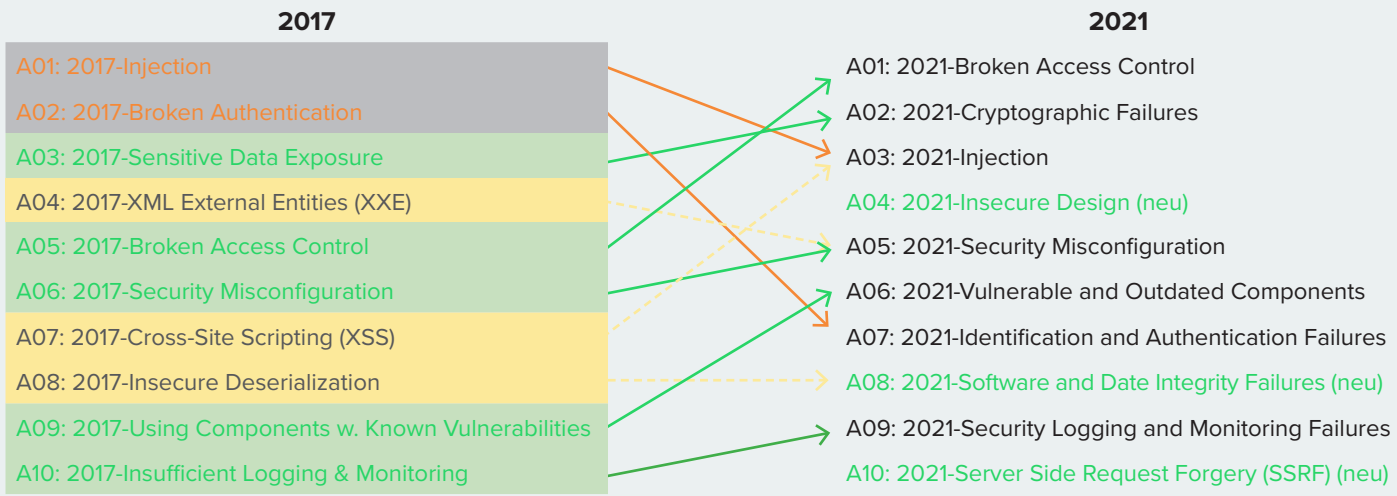 2017
A01: 2017-Injection
A02: 2017-Broken Authentication
A03: 2017-Sensitive Data Exposure
A04: 2017-XML External Entities (XXE)
A05: 2017-Broken Access Control
A06: 2017-Security Misconfiguration
A07: 2017-Cross-Site Scripting (XSS)
A08: 2017-Insecure Deserialization
A09: 2017-Using Components w. Known Vulnerabilities
A10: 2017-Insufficient Logging & Monitoring
2021
A01: 2021-Broken Access Control
A02: 2021-Cryptographic Failures
A03: 2021-Injection
A04: 2021-Insecure Design (neu)
A05: 2021-Security Misconfiguration
A06: 2021-Vulnerable and Outdated Components
A07: 2021-Identification and Authentication Failures
A08: 2021-Software and Date Integrity Failures (neu)
A09: 2021-Security Logging and Monitoring Failures
A10: 2021-Server Side Request Forgery (SSRF) (neu)